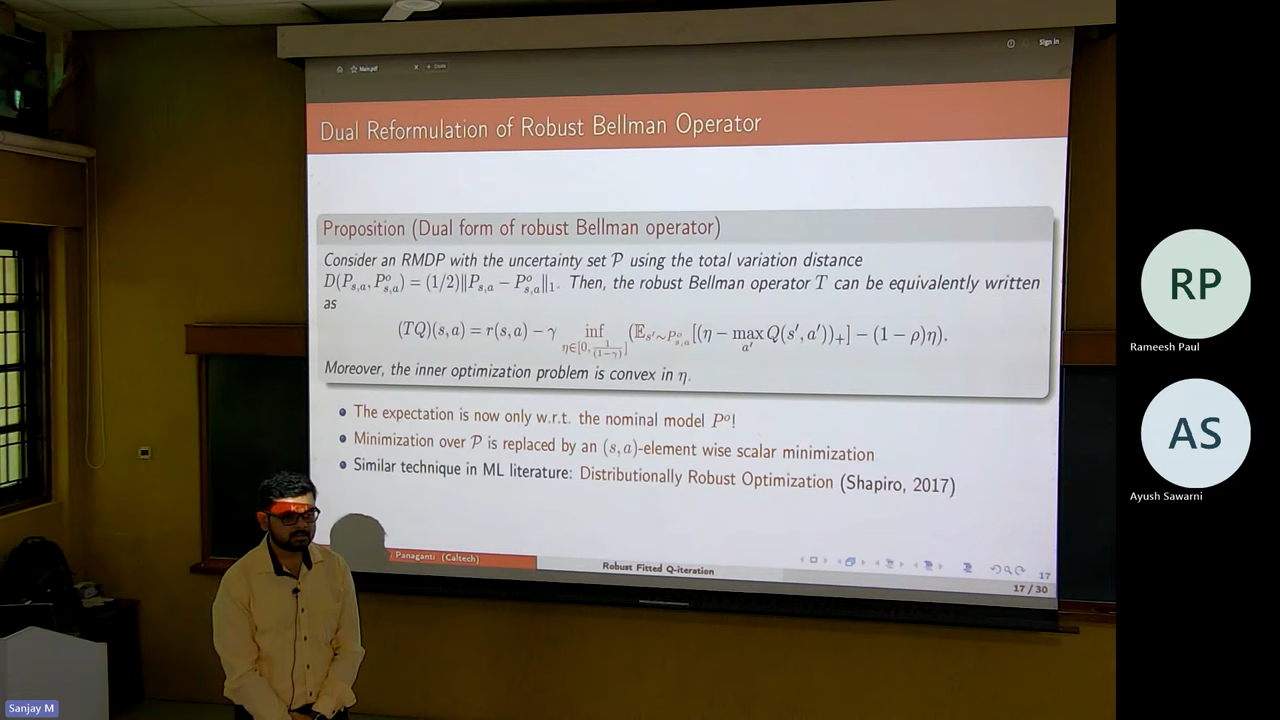 Sign in
Main.pdf
Create
Dual Reformulation of Robust Bellman Operator
Proposition (Dual form of robust Bellman operator)
Consider an RMDP with the uncertainty set 𝒫 using the total variation distance
D(P_{s,a}, P^o_{s,a}) = (1/2)‖P_{s,a} − P^o_{s,a}‖_1. Then, the robust Bellman operator T can be equivalently written
as
(TQ)(s, a) = r(s, a) − γ inf_{η∈[0, 1/(1−γ)]} (𝔼_{s′∼P^o_{s,a}}[(η − max_{a′} Q(s′, a′))_+] − (1 − ρ)η).
Moreover, the inner optimization problem is convex in η.
• The expectation is now only w.r.t. the nominal model P^o!
• Minimization over 𝒫 is replaced by an (s, a)-element wise scalar minimization
• Similar technique in ML literature: Distributionally Robust Optimization (Shapiro, 2017)
Panaganti (Caltech)
Robust Fitted Q-iteration
17
17 / 30
RP
Rameesh Paul
AS
Ayush Sawarni
Sanjay M